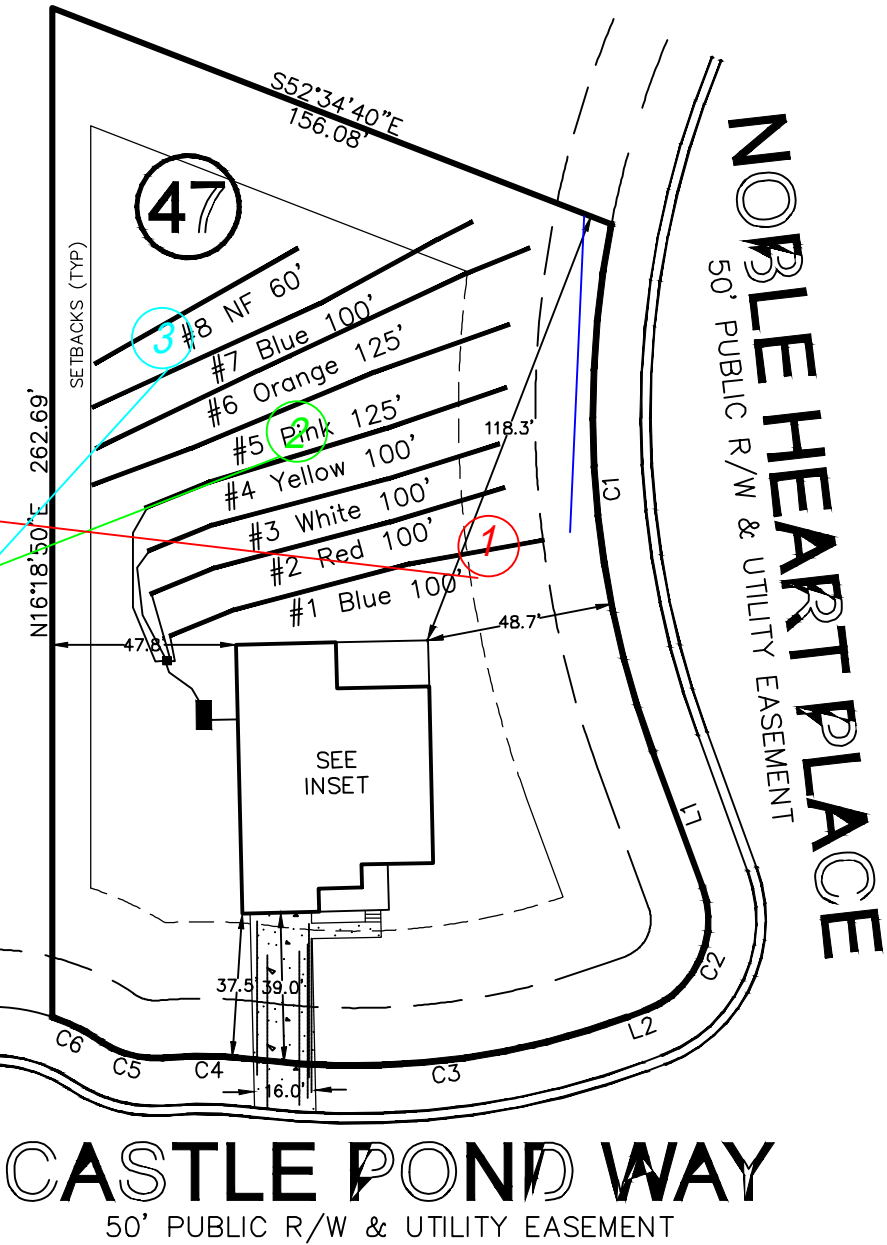 S52°34'40"E
156.08'
47
SETBACKS (TYP)
N16°18'50"E 262.69'
3
#8 NF 60'
#7 Blue 100'
#6 Orange 125'
2
#5 Pink 125'
#4 Yellow 100'
#3 White 100'
#2 Red 100'
1
#1 Blue 100'
118.3'
C1
48.7'
47.8'
SEE
INSET
L1
C2
L2
37.5'
39.0'
16.0'
C6
C5
C4
C3
NOBLE HEART PLACE
50' PUBLIC R/W & UTILITY EASEMENT
CASTLE POND WAY
50' PUBLIC R/W & UTILITY EASEMENT